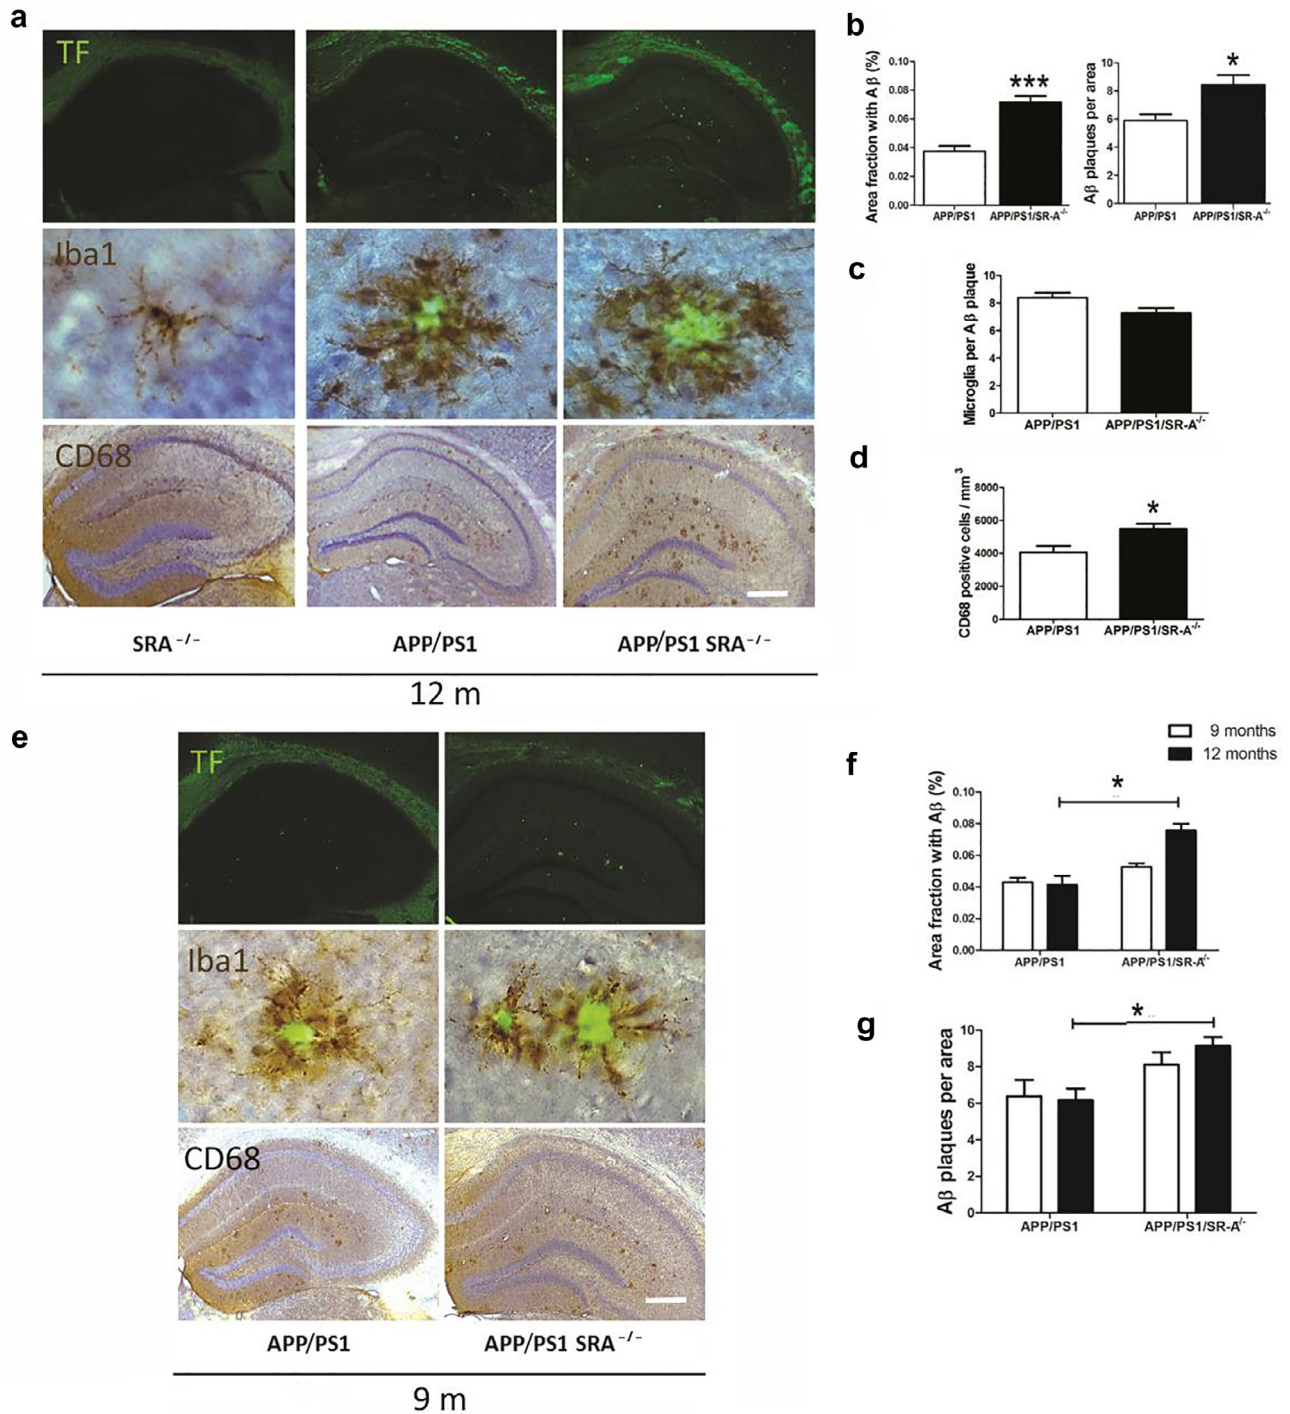 a
TF
Iba1
CD68
SRA -/-
APP/PS1
APP/PS1 SRA -/-
12 m
b
Area fraction with Aβ (%)
0.10
0.08
0.06
0.04
0.02
0.00
***
APP/PS1
APP/PS1/SR-A-/-
Aβ plaques per area
10
8
6
4
2
0
*
APP/PS1
APP/PS1/SR-A-/-
c
Microglia per Aβ plaque
10
8
6
4
2
0
APP/PS1
APP/PS1/SR-A-/-
d
CD68 positive cells / mm3
8000
6000
4000
2000
0
*
APP/PS1
APP/PS1/SR-A-/-
e
TF
Iba1
CD68
APP/PS1
APP/PS1 SRA -/-
9 m
9 months
12 months
f
Area fraction with Aβ (%)
0.10
0.08
0.06
0.04
0.02
0.00
*
APP/PS1
APP/PS1/SR-A-/-
g
Aβ plaques per area
10
8
6
4
2
0
*
APP/PS1
APP/PS1/SR-A-/-